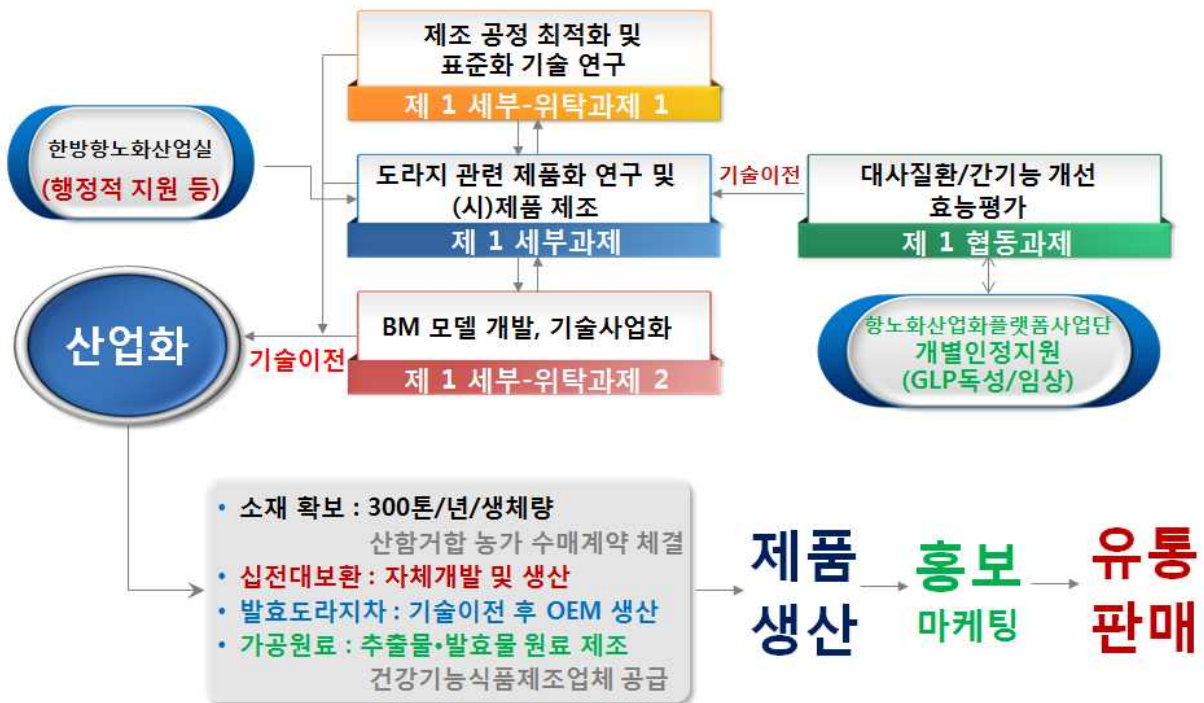 제조 공정 최적화 및
표준화 기술 연구
제 1 세부-위탁과제 1
한방항노화산업실
(행정적 지원 등)
도라지 관련 제품화 연구 및
(시)제품 제조
제 1 세부과제
기술이전
대사질환/간기능 개선
효능평가
제 1 협동과제
산업화
기술이전
BM 모델 개발, 기술사업화
제 1 세부-위탁과제 2
항노화산업화플랫폼사업단
개별인정지원
(GLP독성/임상)
• 소재 확보 : 300톤/년/생체량
산함거합 농가 수매계약 체결
• 십전대보환 : 자체개발 및 생산
• 발효도라지차 : 기술이전 후 OEM 생산
• 가공원료 : 추출물•발효물 원료 제조
건강기능식품제조업체 공급
제품
생산
홍보
마케팅
유통
판매